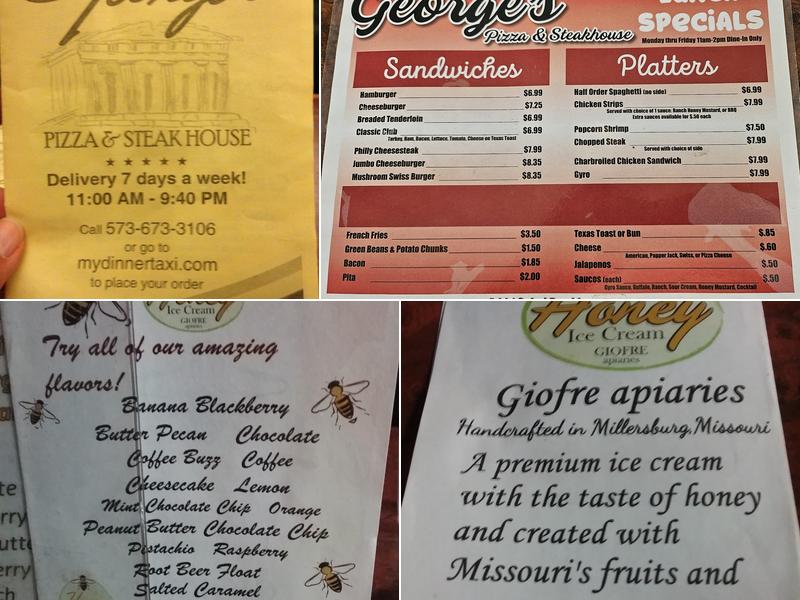 George's
PIZZA & STEAK HOUSE
★ ★ ★ ★ ★
Delivery 7 days a week!
11:00 AM - 9:40 PM
Call 573-673-3106
or go to
mydinnertaxi.com
to place your order
George's
Pizza & Steakhouse
SPECIALS
Monday thru Friday 11am-2pm Dine-In Only
Sandwiches
Hamburger $6.99
Cheeseburger $7.25
Breaded Tenderloin $6.99
Classic Club $6.99
Turkey, Ham, Bacon, Lettuce, Tomato, Cheese on Texas Toast
Philly Cheesesteak $7.99
Jumbo Cheeseburger $8.35
Mushroom Swiss Burger $8.35
Platters
Half Order Spaghetti (no side) $6.99
Chicken Strips $7.99
Served with choice of 1 sauce: Ranch Honey Mustard, or BBQ
Extra sauces available for $.50 each
Popcorn Shrimp $7.50
Chopped Steak $7.99
Served with choice of side
Charbroiled Chicken Sandwich $7.99
Gyro $7.99
French Fries $3.50
Green Beans & Potato Chunks $1.50
Bacon $1.85
Pita $2.00
Texas Toast or Bun $.85
Cheese $.60
American, Pepper Jack, Swiss, or Pizza Cheese
Jalapenos $.50
Sauces (each) $.50
Gyro Sauce, Buffalo, Ranch, Sour Cream, Honey Mustard, Cocktail
Honey
Ice Cream
GIOFRE
apiaries
Try all of our amazing
flavors!
Banana Blackberry
Butter Pecan Chocolate
Coffee Buzz Coffee
Cheesecake Lemon
Mint Chocolate Chip Orange
Peanut Butter Chocolate Chip
Pistachio Raspberry
Root Beer Float
Salted Caramel
Honey
Ice Cream
GIOFRE
apiaries
Giofre apiaries
Handcrafted in Millersburg, Missouri
A premium ice cream
with the taste of honey
and created with
Missouri's fruits and